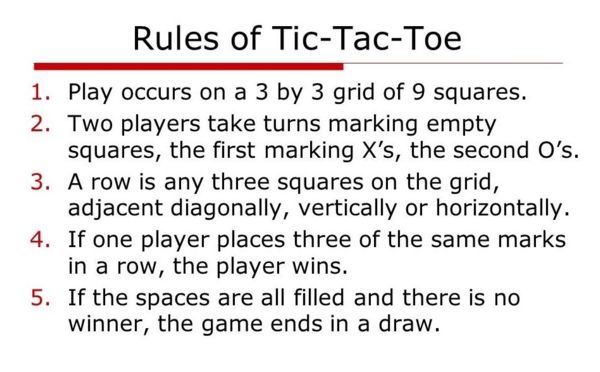 Rules of Tic-Tac-Toe
1. Play occurs on a 3 by 3 grid of 9 squares.
2. Two players take turns marking empty
squares, the first marking X’s, the second O’s.
3. A row is any three squares on the grid,
adjacent diagonally, vertically or horizontally.
4. If one player places three of the same marks
in a row, the player wins.
5. If the spaces are all filled and there is no
winner, the game ends in a draw.